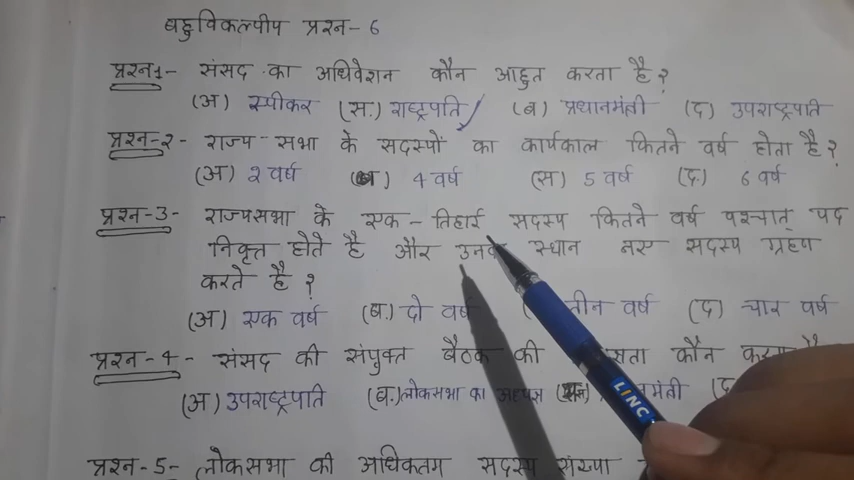 बहुविकल्पीय प्रश्न- 6
प्रश्न1- संसद का अधिवेशन कौन आहुत करता है?
(अ) स्पीकर (स.) राष्ट्रपति (ब) प्रधानमंत्री (द) उपराष्ट्रपति
प्रश्न-2- राज्य-सभा के सदस्यों का कार्यकाल कितने वर्ष होता है?
(अ) 2 वर्ष (ब) 4 वर्ष (स) 5 वर्ष (द) 6 वर्ष
प्रश्न-3- राज्यसभा के एक-तिहाई सदस्य कितने वर्ष पश्चात् पद
निवृत होते है और स्थान नए सदस्य ग्रहण
करते है?
(अ) एक वर्ष (ब.) दो वर्ष तीन वर्ष (द) चार वर्ष
प्रश्न-4- संसद की संयुक्त बैठक की कौन
(अ) उपराष्ट्रपति (ब.) लोकसभा का अध्यक्ष
प्रश्न-5- लोकसभा की अधिकतम सदस्य संख्या
LINC